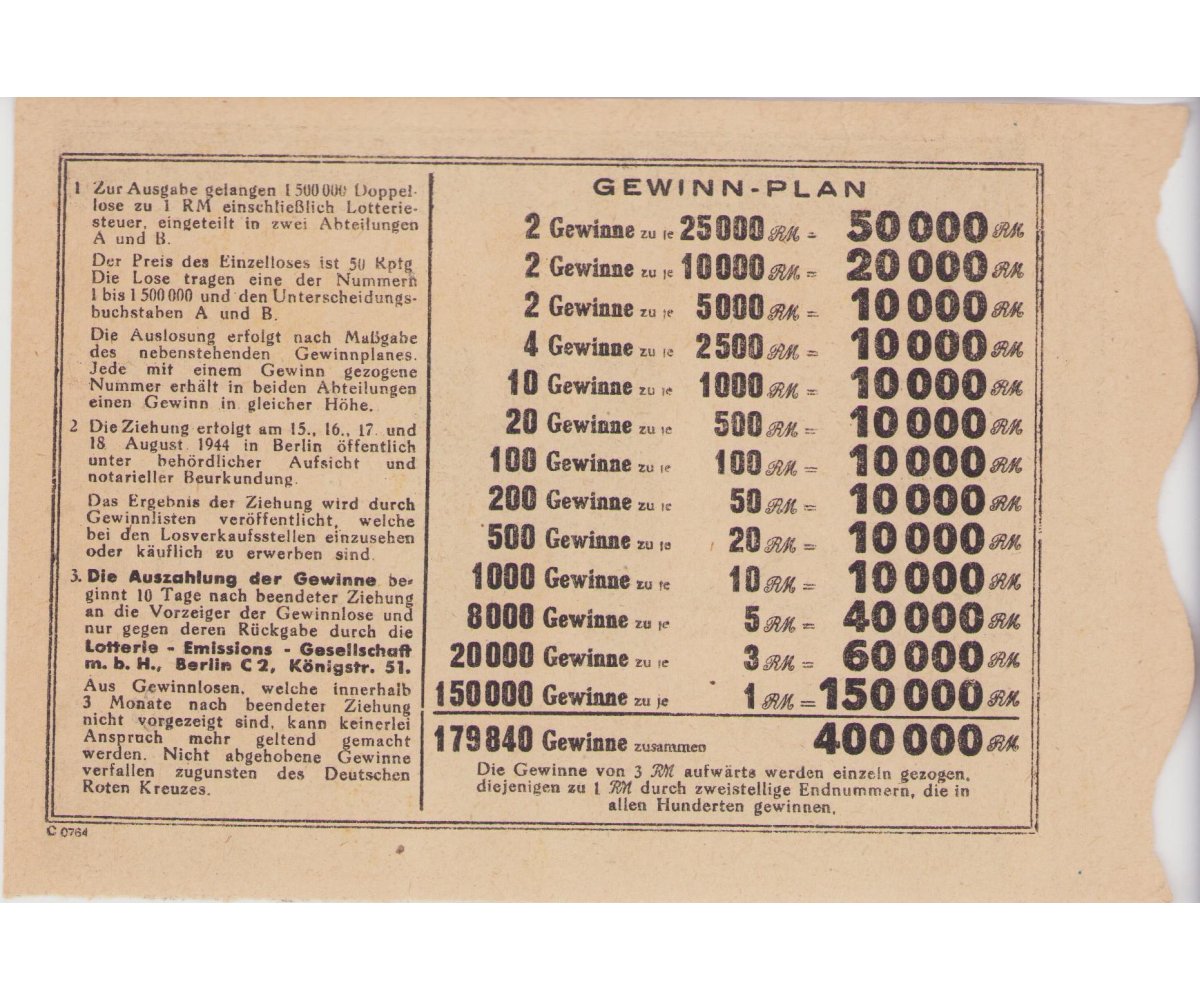 1 Zur Ausgabe gelangen 1 500 000 Doppel-
lose zu 1 RM einschließlich Lotterie-
steuer, eingeteilt in zwei Abteilungen
A und B.
Der Preis des Einzelloses ist 50 Rpfg
Die Lose tragen eine der Nummern
1 bis 1 500 000 und den Unterscheidungs-
buchstaben A und B.
Die Auslosung erfolgt nach Maßgabe
des nebenstehenden Gewinnplanes.
Jede mit einem Gewinn gezogene
Nummer erhält in beiden Abteilungen
einen Gewinn in gleicher Höhe.
2 Die Ziehung erfolgt am 15., 16., 17. und
18. August 1944 in Berlin öffentlich
unter behördlicher Aufsicht und
notarieller Beurkundung.
Das Ergebnis der Ziehung wird durch
Gewinnlisten veröffentlicht, welche
bei den Losverkaufsstellen einzusehen
oder käuflich zu erwerben sind.
3. Die Auszahlung der Gewinne be-
ginnt 10 Tage nach beendeter Ziehung
an die Vorzeiger der Gewinnlose und
nur gegen deren Rückgabe durch die
Lotterie - Emissions - Gesellschaft
m. b. H., Berlin C 2, Königstr. 51.
Aus Gewinnlosen, welche innerhalb
3 Monate nach beendeter Ziehung
nicht vorgezeigt sind, kann keinerlei
Anspruch mehr geltend gemacht
werden. Nicht abgehobene Gewinne
verfallen zugunsten des Deutschen
Roten Kreuzes.
GEWINN-PLAN
2 Gewinne zu je 25000 RM = 50 000 RM
2 Gewinne zu je 10000 RM = 20 000 RM
2 Gewinne zu je 5000 RM = 10 000 RM
4 Gewinne zu je 2500 RM = 10 000 RM
10 Gewinne zu je 1000 RM = 10 000 RM
20 Gewinne zu je 500 RM = 10 000 RM
100 Gewinne zu je 100 RM = 10 000 RM
200 Gewinne zu je 50 RM = 10 000 RM
500 Gewinne zu je 20 RM = 10 000 RM
1000 Gewinne zu je 10 RM = 10 000 RM
8000 Gewinne zu je 5 RM = 40 000 RM
20000 Gewinne zu je 3 RM = 60 000 RM
150000 Gewinne zu je 1 RM = 150 000 RM
179840 Gewinne zusammen 400 000 RM
Die Gewinne von 3 RM aufwärts werden einzeln gezogen,
diejenigen zu 1 RM durch zweistellige Endnummern, die in
allen Hunderten gewinnen.
C 0764